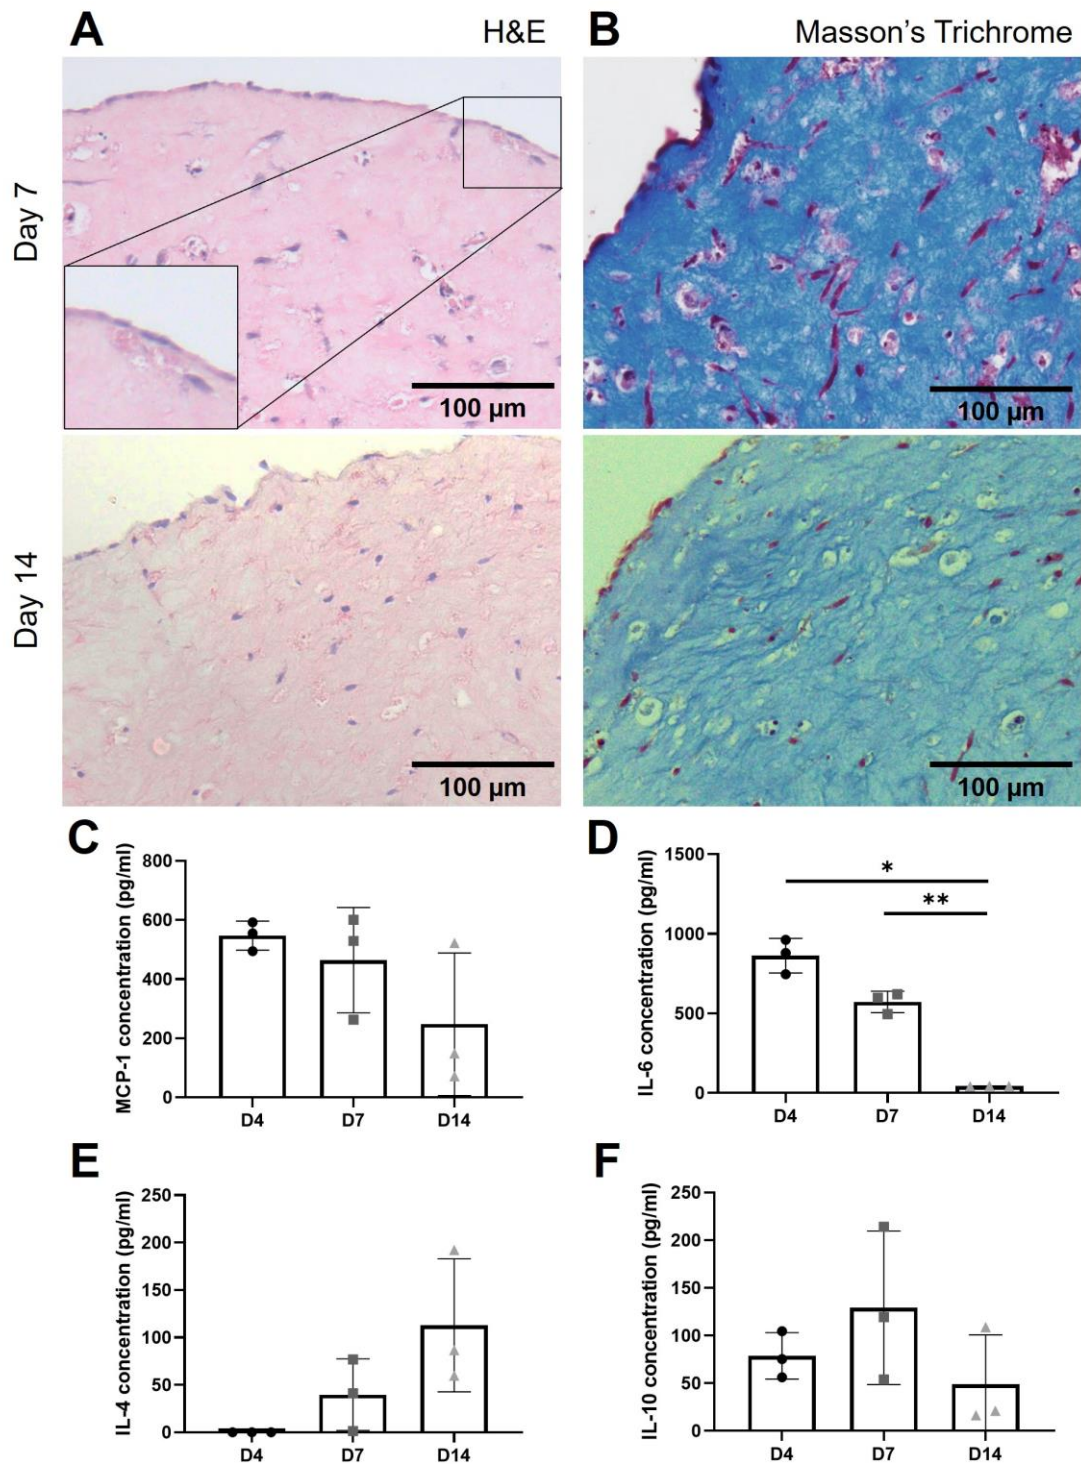 A
H&E
B
Masson's Trichrome
Day 7
100 µm
100 µm
Day 14
100 µm
100 µm
C
MCP-1 concentration (pg/ml)
800
600
400
200
0
D4
D7
D14
D
IL-6 concentration (pg/ml)
1500
1000
500
0
*
**
D4
D7
D14
E
IL-4 concentration (pg/ml)
250
200
150
100
50
0
D4
D7
D14
F
IL-10 concentration (pg/ml)
250
200
150
100
50
0
D4
D7
D14